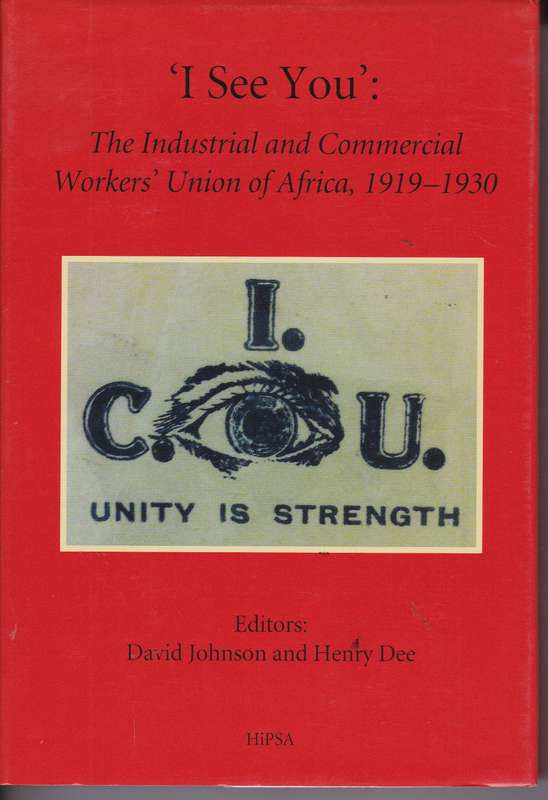 ‘I See You’:
The Industrial and Commercial
Workers’ Union of Africa, 1919–1930
I.
C. U.
UNITY IS STRENGTH
Editors:
David Johnson and Henry Dee
HiPSA